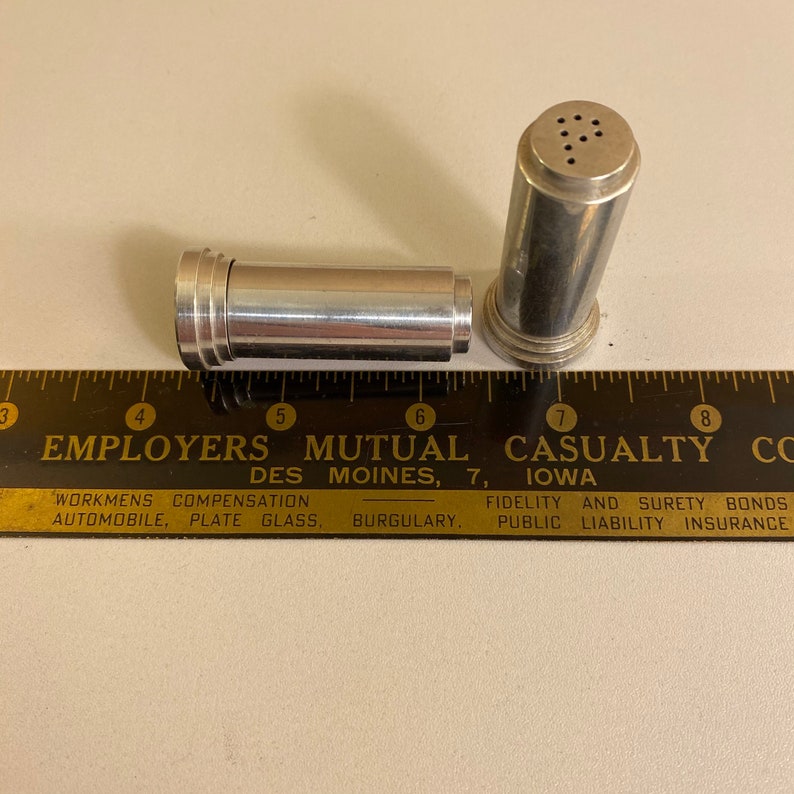 3 4 5 6 7 8
EMPLOYERS MUTUAL CASUALTY CO
DES MOINES, 7, IOWA
WORKMENS COMPENSATION —— FIDELITY AND SURETY BONDS
AUTOMOBILE, PLATE GLASS, BURGULARY, PUBLIC LIABILITY INSURANCE